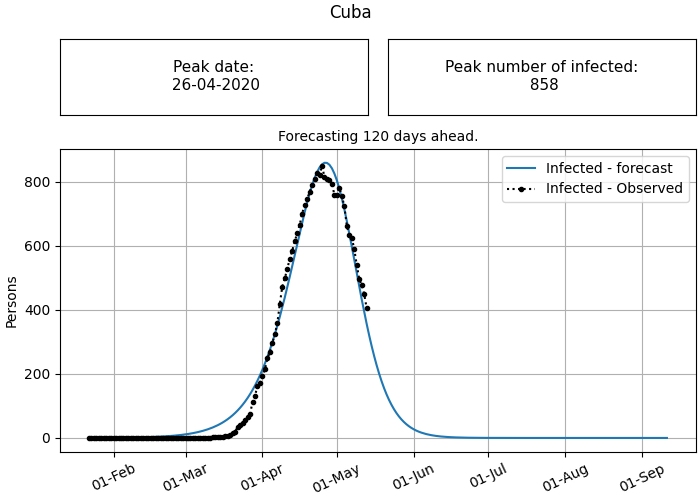 Cuba
Peak date:
26-04-2020
Peak number of infected:
858
Forecasting 120 days ahead.
Infected - forecast
Infected - Observed
Persons
800
600
400
200
0
01-Feb
01-Mar
01-Apr
01-May
01-Jun
01-Jul
01-Aug
01-Sep